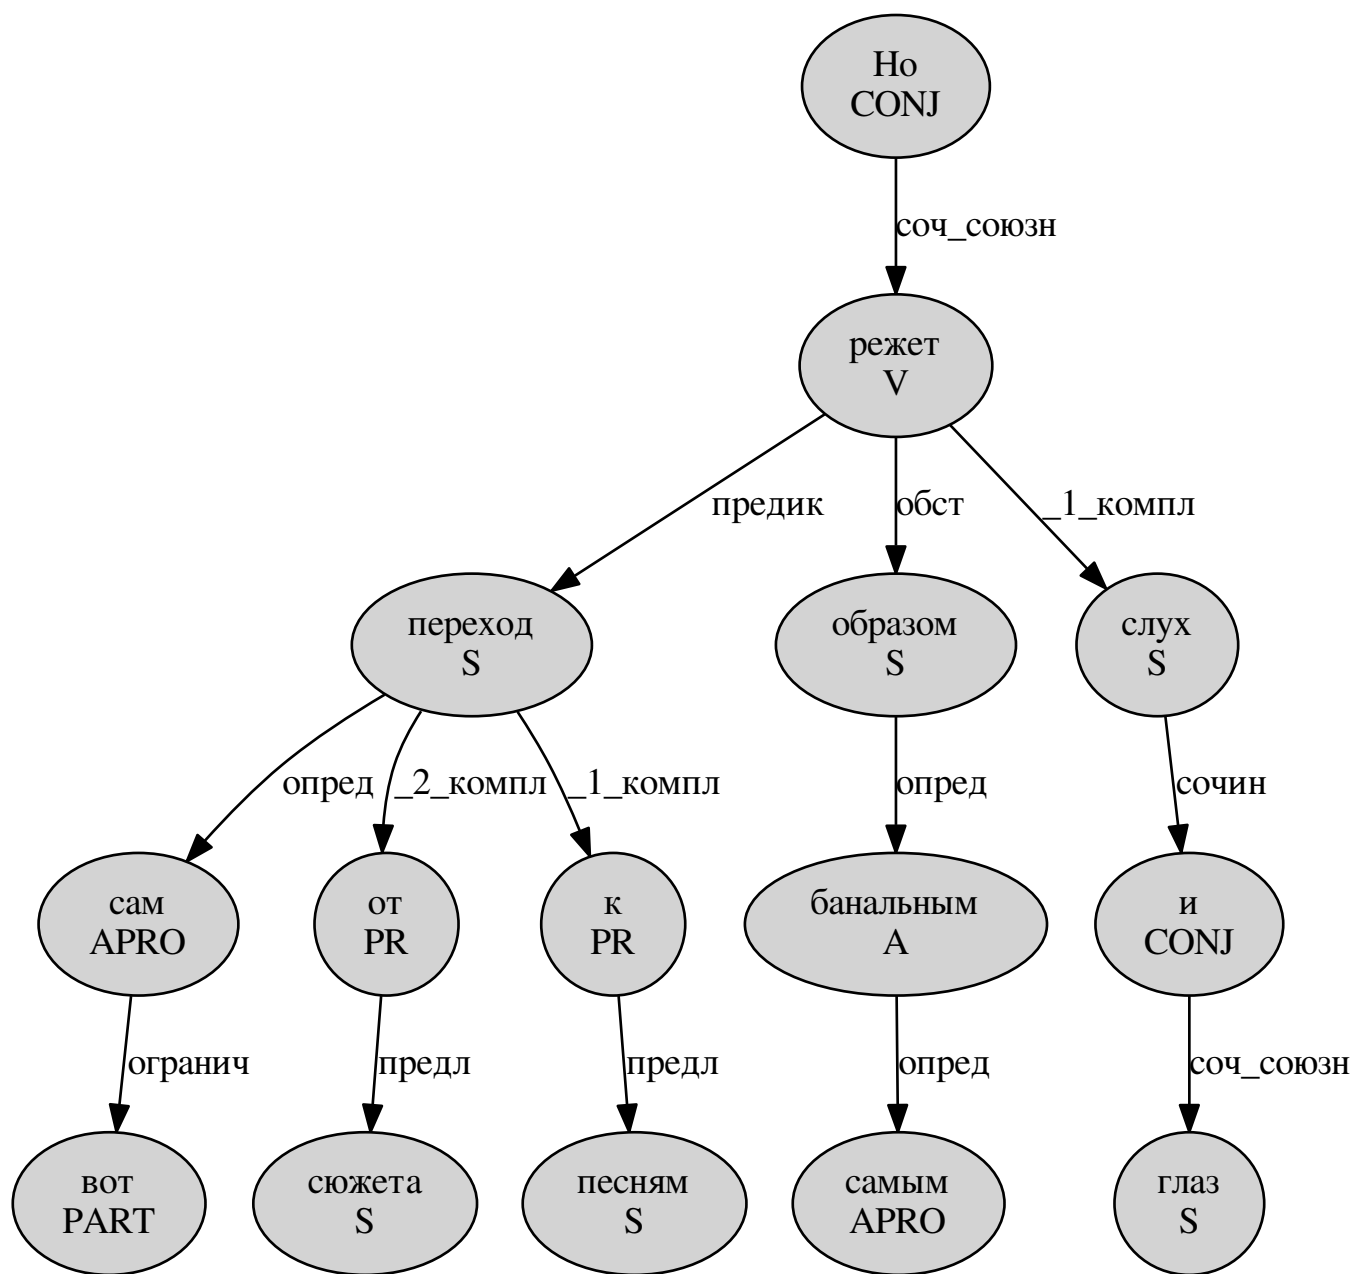 Но
CONJ
соч_союзн
режет
V
предик
обст
_1_компл
переход
S
образом
S
слух
S
опред
_2_компл
_1_компл
опред
сочин
сам
APRO
от
PR
к
PR
банальным
A
и
CONJ
огранич
предл
предл
опред
соч_союзн
вот
PART
сюжета
S
песням
S
самым
APRO
глаз
S